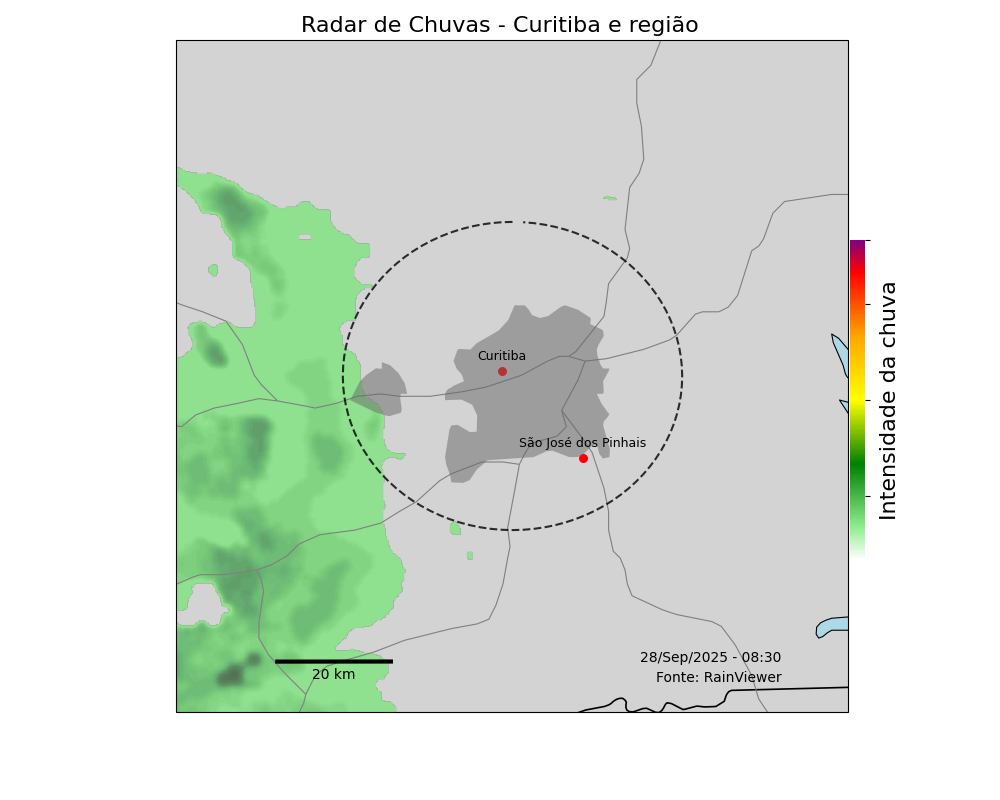 Radar de Chuvas - Curitiba e região
Curitiba
São José dos Pinhais
Intensidade da chuva
20 km
28/Sep/2025 - 08:30
Fonte: RainViewer